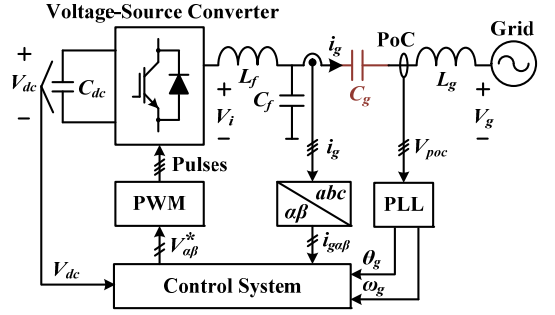 Voltage-Source Converter
Grid
PoC
+
V_dc
−
C_dc
L_f
+
V_i
−
C_f
i_g
C_g
L_g
+
V_g
−
i_g
V_poc
Pulses
PWM
abc
αβ
PLL
V*_αβ
i_gαβ
θ_g
ω_g
V_dc
Control System